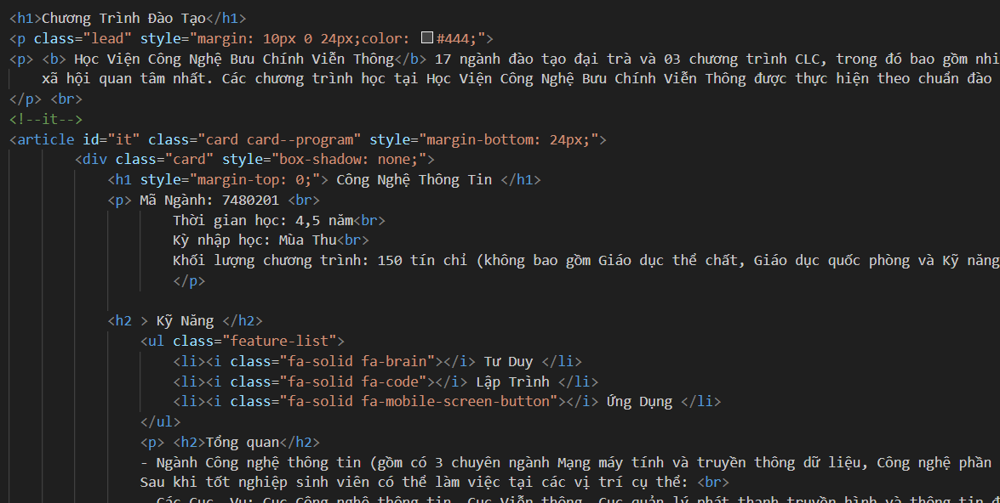 <h1>Chương Trình Đào Tạo</h1>
<p class="lead" style="margin: 10px 0 24px;color: #444;">
<p> <b> Học Viện Công Nghệ Bưu Chính Viễn Thông</b> 17 ngành đào tạo đại trà và 03 chương trình CLC, trong đó bao gồm nhi
xã hội quan tâm nhất. Các chương trình học tại Học Viện Công Nghệ Bưu Chính Viễn Thông được thực hiện theo chuẩn đào
</p> <br>
<!--it-->
<article id="it" class="card card--program" style="margin-bottom: 24px;">
<div class="card" style="box-shadow: none;">
<h1 style="margin-top: 0;"> Công Nghệ Thông Tin </h1>
<p> Mã Ngành: 7480201 <br>
Thời gian học: 4,5 năm<br>
Kỳ nhập học: Mùa Thu<br>
Khối lượng chương trình: 150 tín chỉ (không bao gồm Giáo dục thể chất, Giáo dục quốc phòng và Kỹ năng
</p>
<h2 > Kỹ Năng </h2>
<ul class="feature-list">
<li><i class="fa-solid fa-brain"></i> Tư Duy </li>
<li><i class="fa-solid fa-code"></i> Lập Trình </li>
<li><i class="fa-solid fa-mobile-screen-button"></i> Ứng Dụng </li>
</ul>
<p> <h2>Tổng quan</h2>
- Ngành Công nghệ thông tin (gồm có 3 chuyên ngành Mạng máy tính và truyền thông dữ liệu, Công nghệ phần
Sau khi tốt nghiệp sinh viên có thể làm việc tại các vị trí cụ thể: <br>
- Các Cục, Vụ: Cục Công nghệ thông tin, Cục Viễn thông, Cục quản lý phát thanh truyền hình và thông tin đ